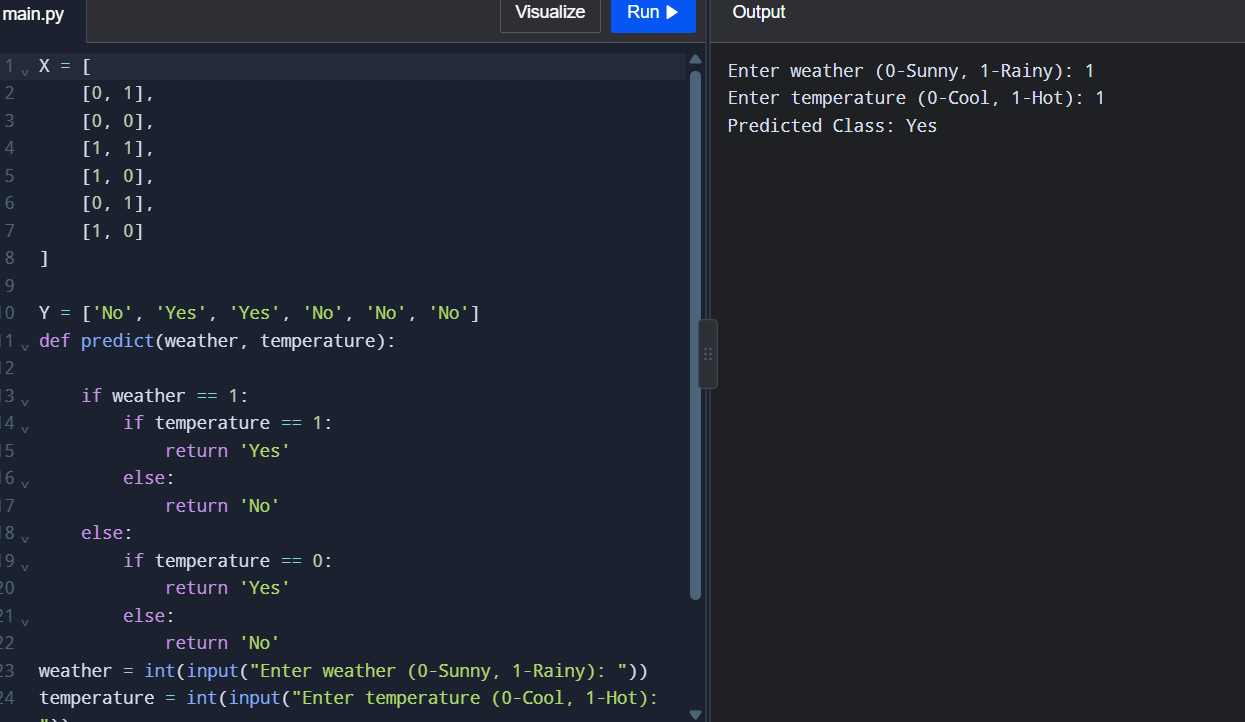 main.py
Visualize
Run
Output
1 X = [
2 [0, 1],
3 [0, 0],
4 [1, 1],
5 [1, 0],
6 [0, 1],
7 [1, 0]
8 ]
9
10 Y = ['No', 'Yes', 'Yes', 'No', 'No', 'No']
11 def predict(weather, temperature):
12
13 if weather == 1:
14 if temperature == 1:
15 return 'Yes'
16 else:
17 return 'No'
18 else:
19 if temperature == 0:
20 return 'Yes'
21 else:
22 return 'No'
23 weather = int(input("Enter weather (0-Sunny, 1-Rainy): "))
24 temperature = int(input("Enter temperature (0-Cool, 1-Hot):
"))
Enter weather (0-Sunny, 1-Rainy): 1
Enter temperature (0-Cool, 1-Hot): 1
Predicted Class: Yes